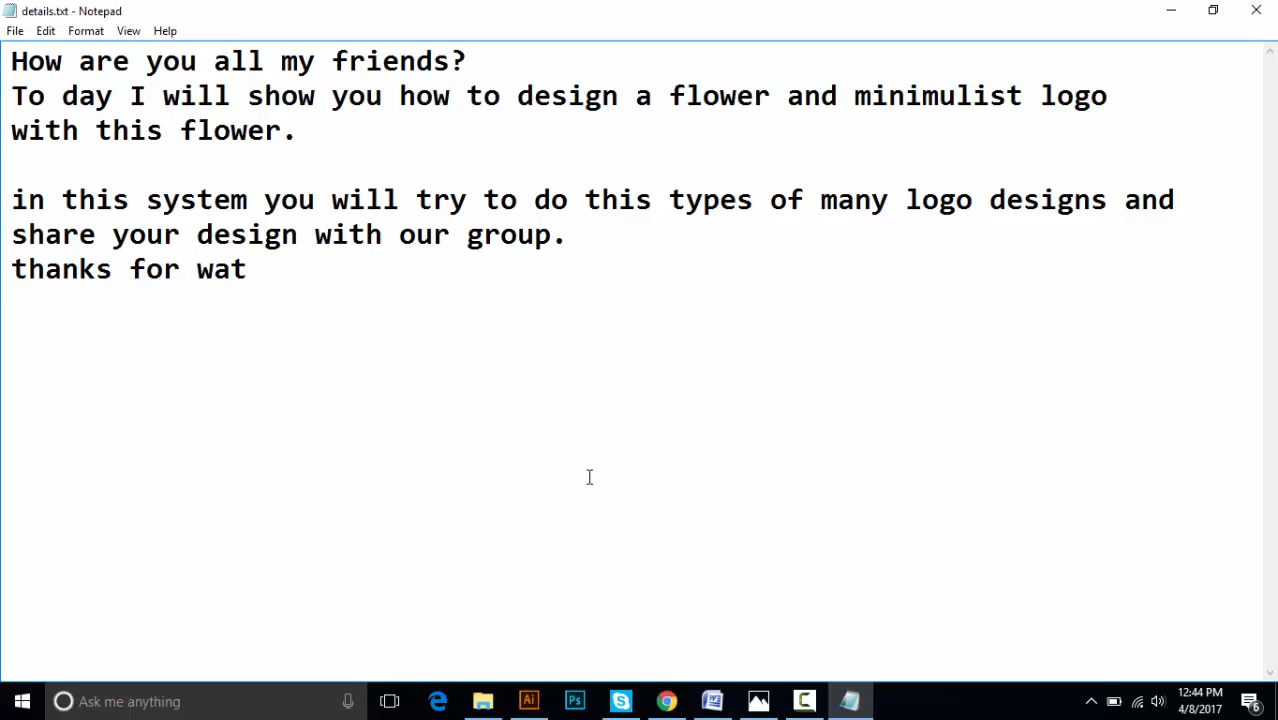 details.txt - Notepad
File Edit Format View Help
How are you all my friends?
To day I will show you how to design a flower and minimulist logo
with this flower.
in this system you will try to do this types of many logo designs and
share your design with our group.
thanks for wat
Ask me anything
Ai
Ps
12:44 PM
4/8/2017
6